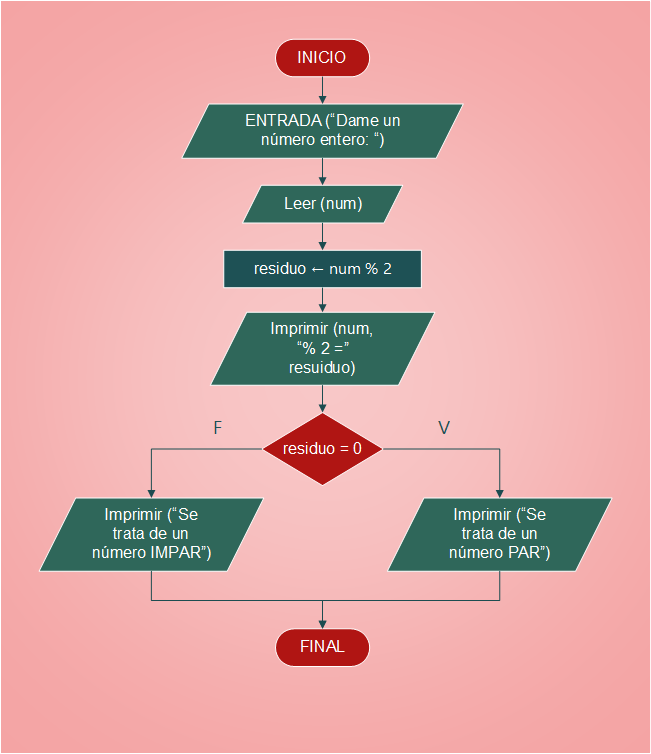 INICIO
ENTRADA (“Dame un
número entero: “)
Leer (num)
residuo ← num % 2
Imprimir (num,
“% 2 =”
resuiduo)
F
V
residuo = 0
Imprimir (“Se
trata de un
número IMPAR”)
Imprimir (“Se
trata de un
número PAR”)
FINAL